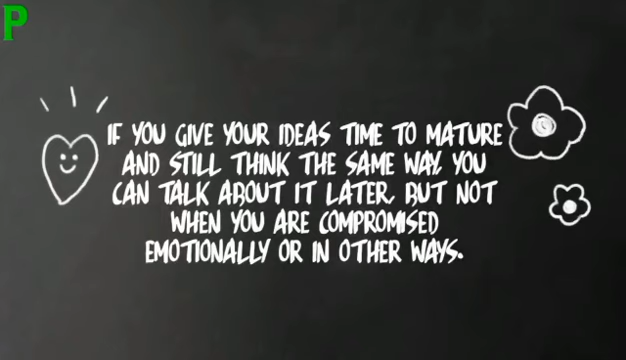 P
IF YOU GIVE YOUR IDEAS TIME TO MATURE
AND STILL THINK THE SAME WAY, YOU
CAN TALK ABOUT IT LATER, BUT NOT
WHEN YOU ARE COMPROMISED
EMOTIONALLY OR IN OTHER WAYS.